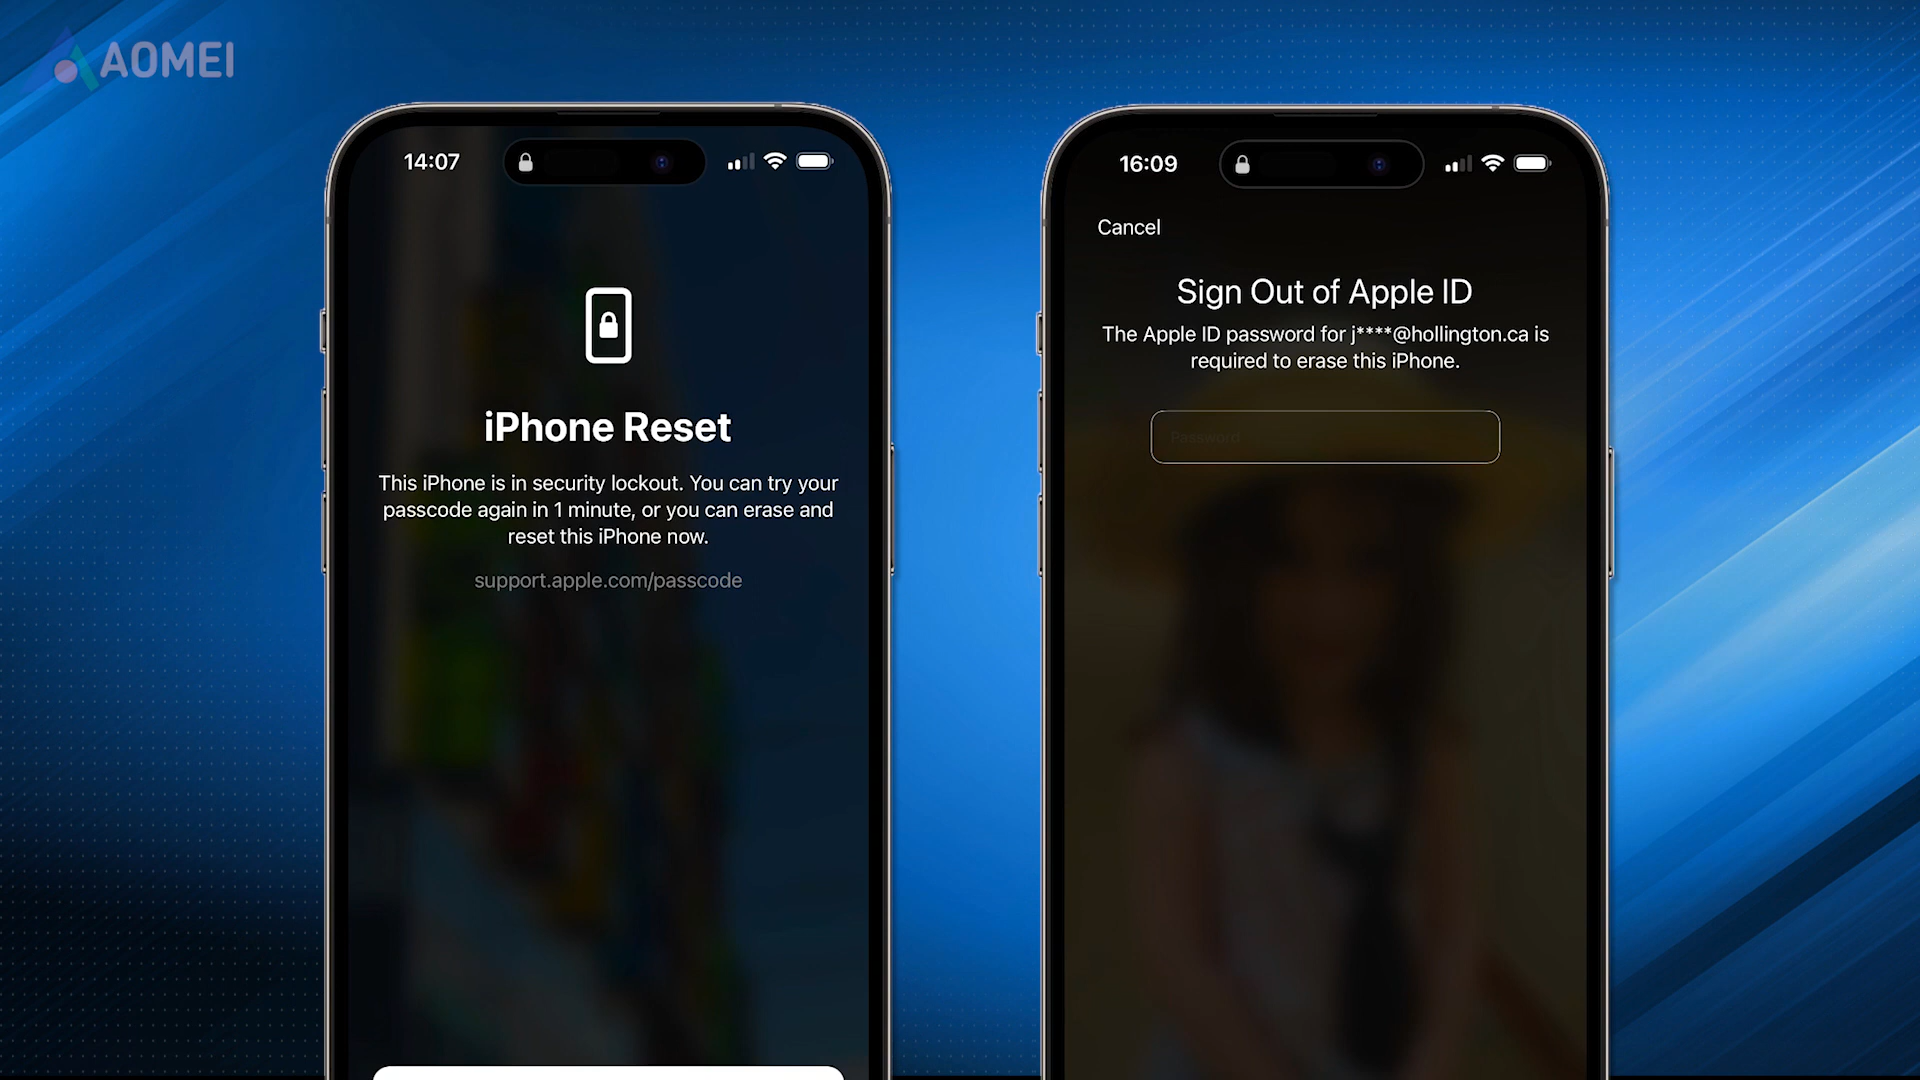 AOMEI
14:07
iPhone Reset
This iPhone is in security lockout. You can try your
passcode again in 1 minute, or you can erase and
reset this iPhone now.
support.apple.com/passcode
16:09
Cancel
Sign Out of Apple ID
The Apple ID password for j****@hollington.ca is
required to erase this iPhone.
Password